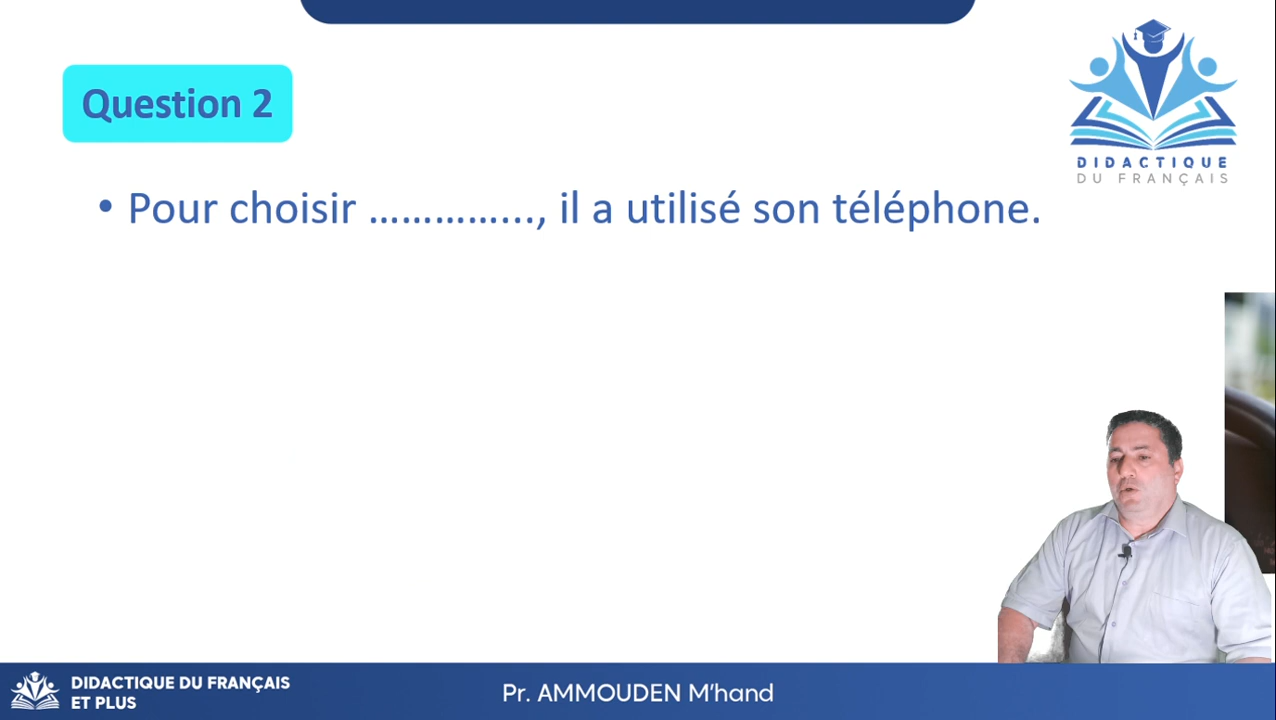 Question 2
DIDACTIQUE
DU FRANÇAIS
• Pour choisir ……………..., il a utilisé son téléphone.
DIDACTIQUE DU FRANÇAIS
ET PLUS
Pr. AMMOUDEN M'hand